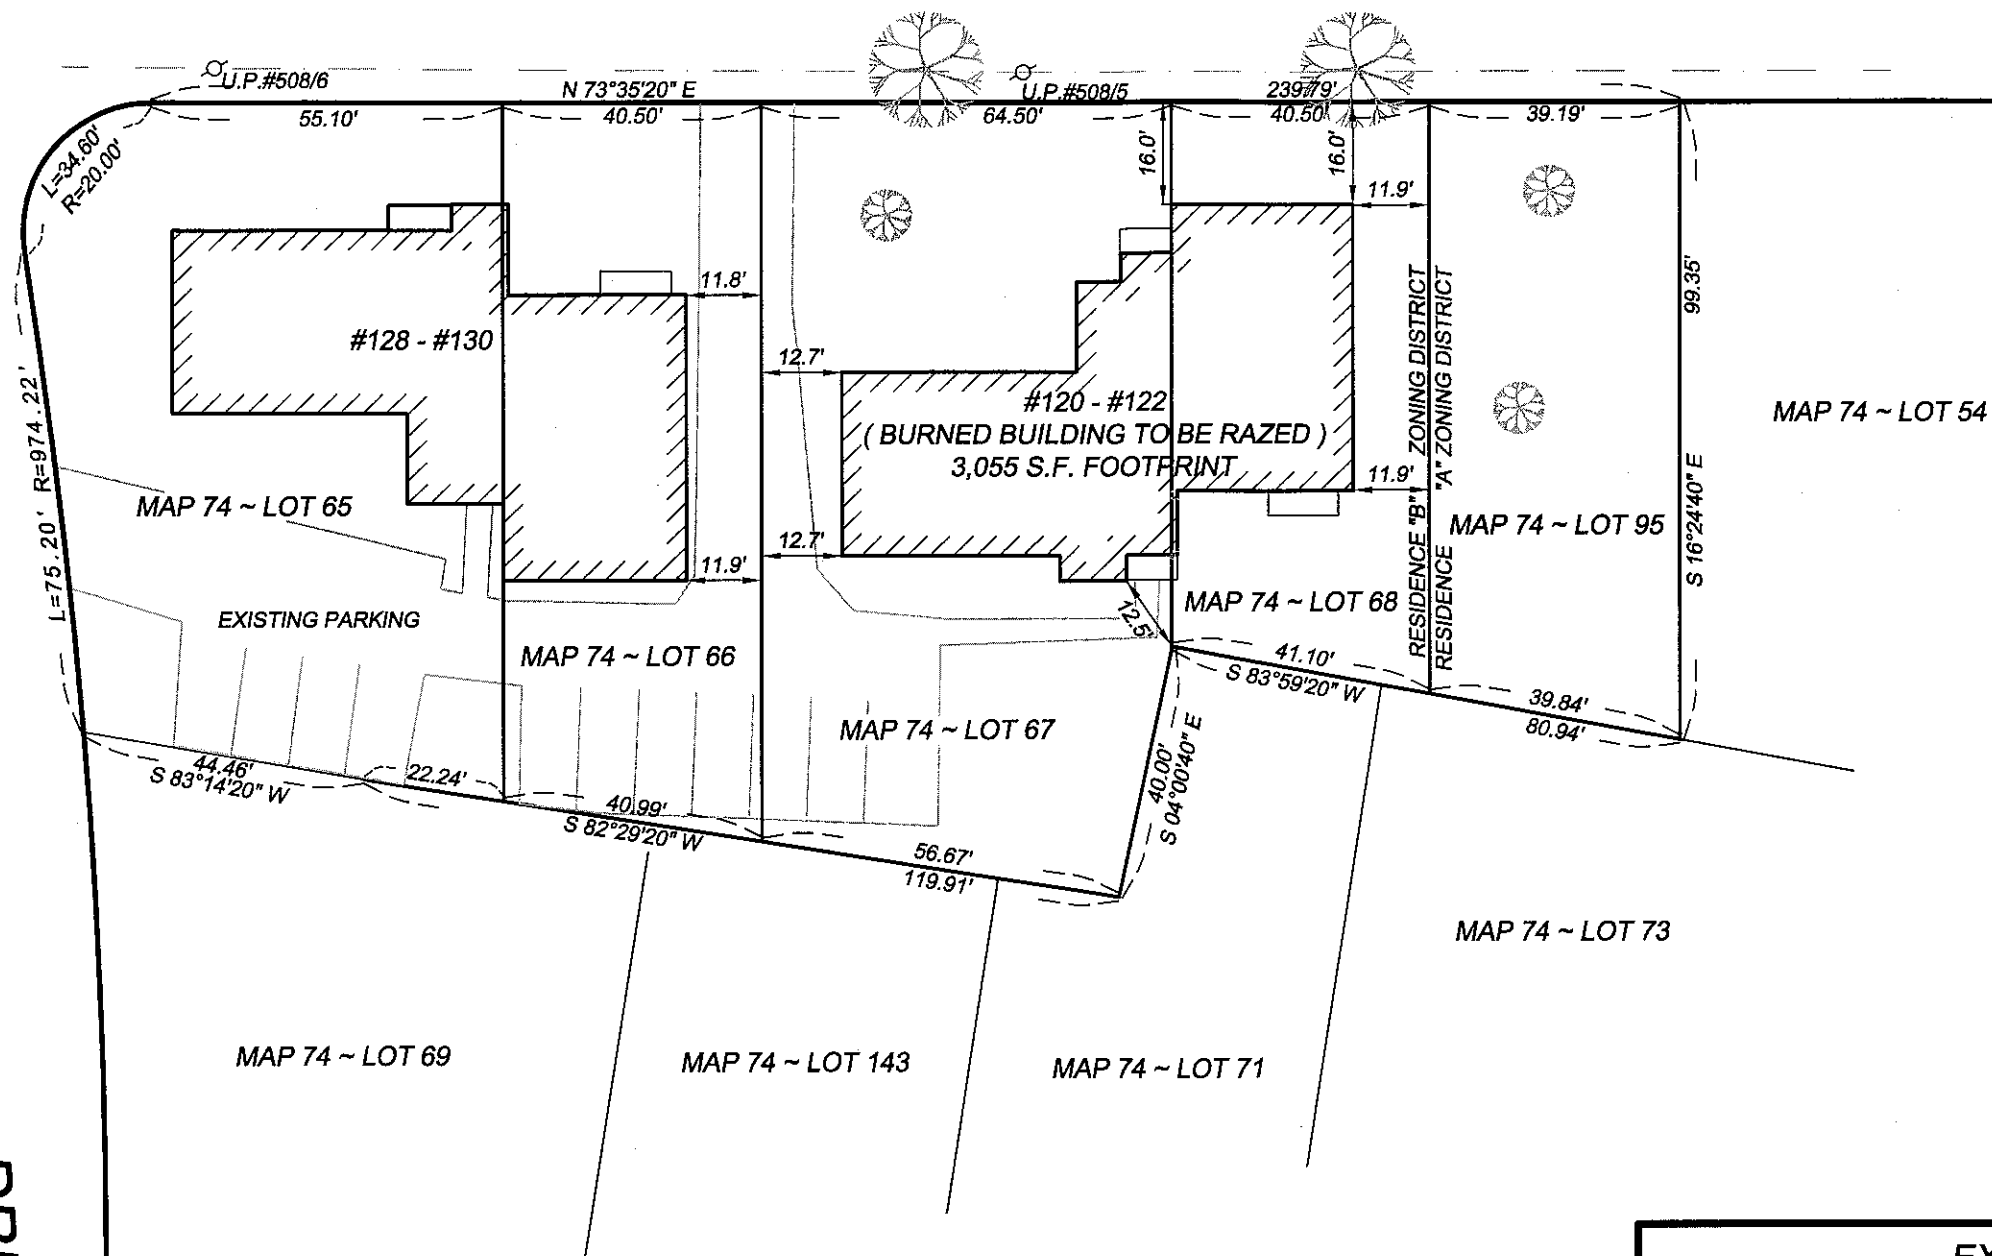 U.P.#508/6
N 73°35'20" E
U.P.#508/5
239.79'
55.10'
40.50'
64.50'
40.50'
39.19'
L=34.60'
R=20.00'
16.0'
16.0'
11.9'
11.8'
99.35'
#128 - #130
12.7'
#120 - #122
( BURNED BUILDING TO BE RAZED )
3,055 S.F. FOOTPRINT
MAP 74 ~ LOT 54
RESIDENCE "B" ZONING DISTRICT
RESIDENCE "A" ZONING DISTRICT
L=75.20' R=974.22'
MAP 74 ~ LOT 65
11.9'
MAP 74 ~ LOT 95
S 16°24'40" E
12.7'
11.9'
EXISTING PARKING
12.5'
MAP 74 ~ LOT 68
MAP 74 ~ LOT 66
41.10'
S 83°59'20" W
39.84'
80.94'
MAP 74 ~ LOT 67
44.46'
S 83°14'20" W
22.24'
40.99'
S 82°29'20" W
40.00'
S 04°00'40" E
56.67'
119.91'
MAP 74 ~ LOT 73
MAP 74 ~ LOT 69
MAP 74 ~ LOT 143
MAP 74 ~ LOT 71